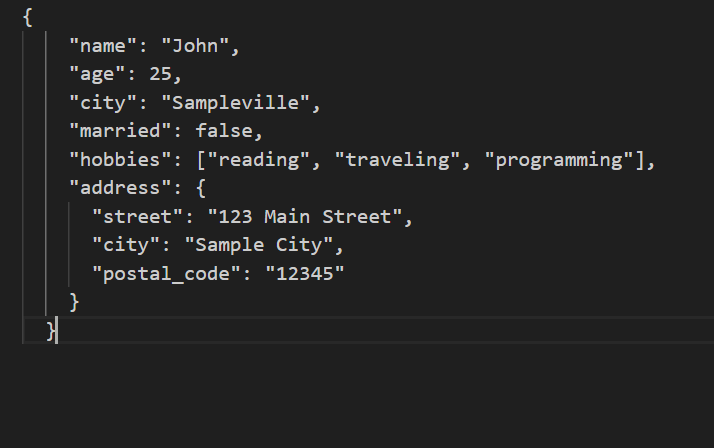 {
    "name": "John",
    "age": 25,
    "city": "Sampleville",
    "married": false,
    "hobbies": ["reading", "traveling", "programming"],
    "address": {
      "street": "123 Main Street",
      "city": "Sample City",
      "postal_code": "12345"
    }
  }